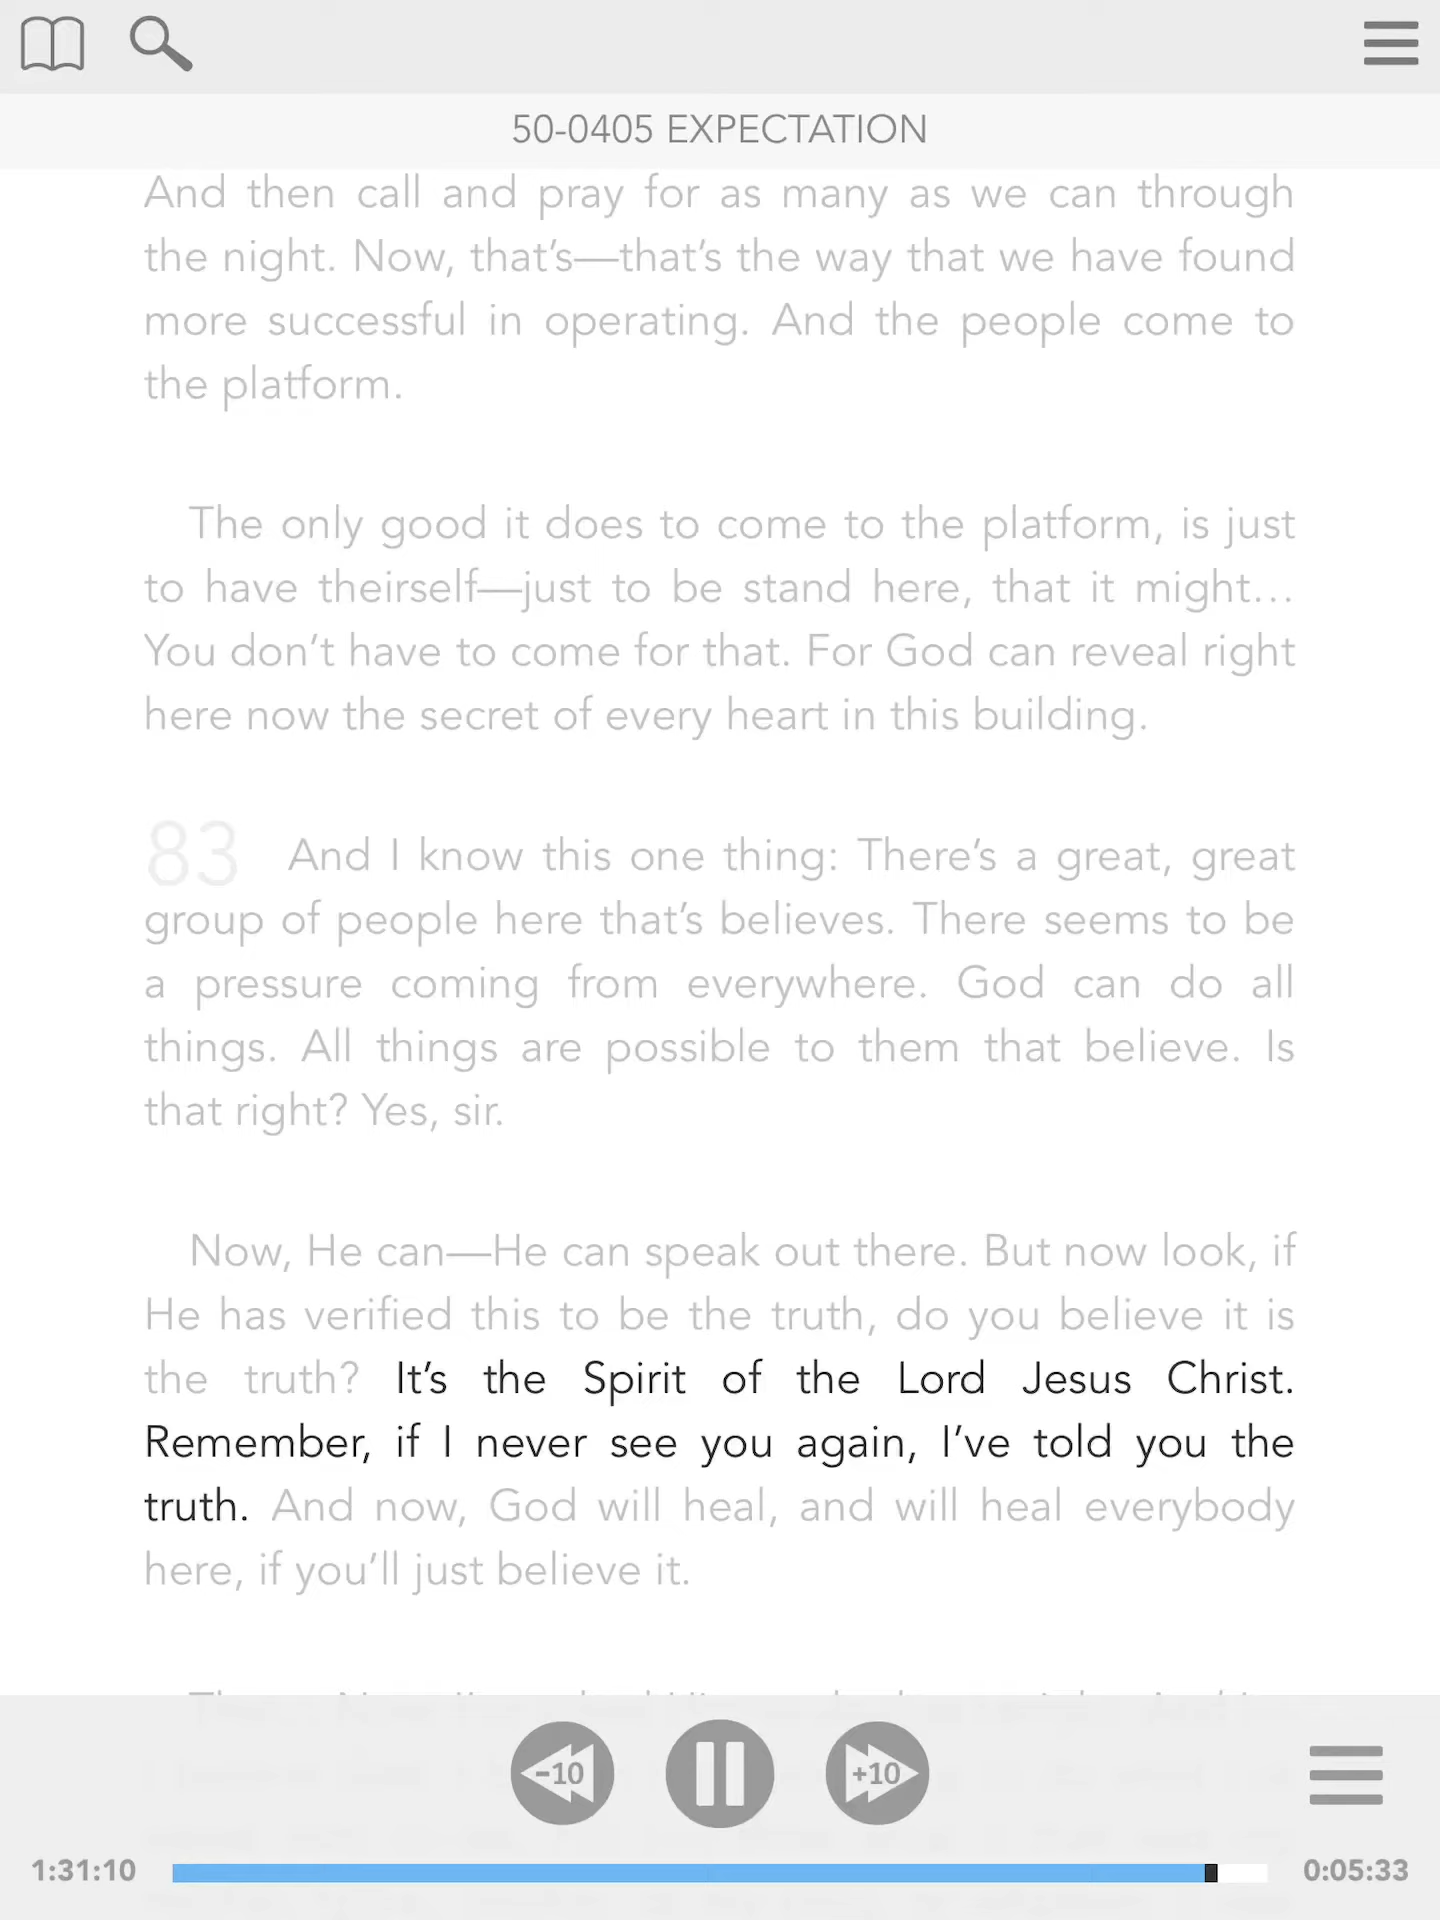 50-0405 EXPECTATION
And then call and pray for as many as we can through
the night. Now, that’s—that’s the way that we have found
more successful in operating. And the people come to
the platform.
The only good it does to come to the platform, is just
to have theirself—just to be stand here, that it might…
You don’t have to come for that. For God can reveal right
here now the secret of every heart in this building.
83 And I know this one thing: There’s a great, great
group of people here that’s believes. There seems to be
a pressure coming from everywhere. God can do all
things. All things are possible to them that believe. Is
that right? Yes, sir.
Now, He can—He can speak out there. But now look, if
He has verified this to be the truth, do you believe it is
the truth? It’s the Spirit of the Lord Jesus Christ.
Remember, if I never see you again, I’ve told you the
truth. And now, God will heal, and will heal everybody
here, if you’ll just believe it.
-10 +10
1:31:10 0:05:33